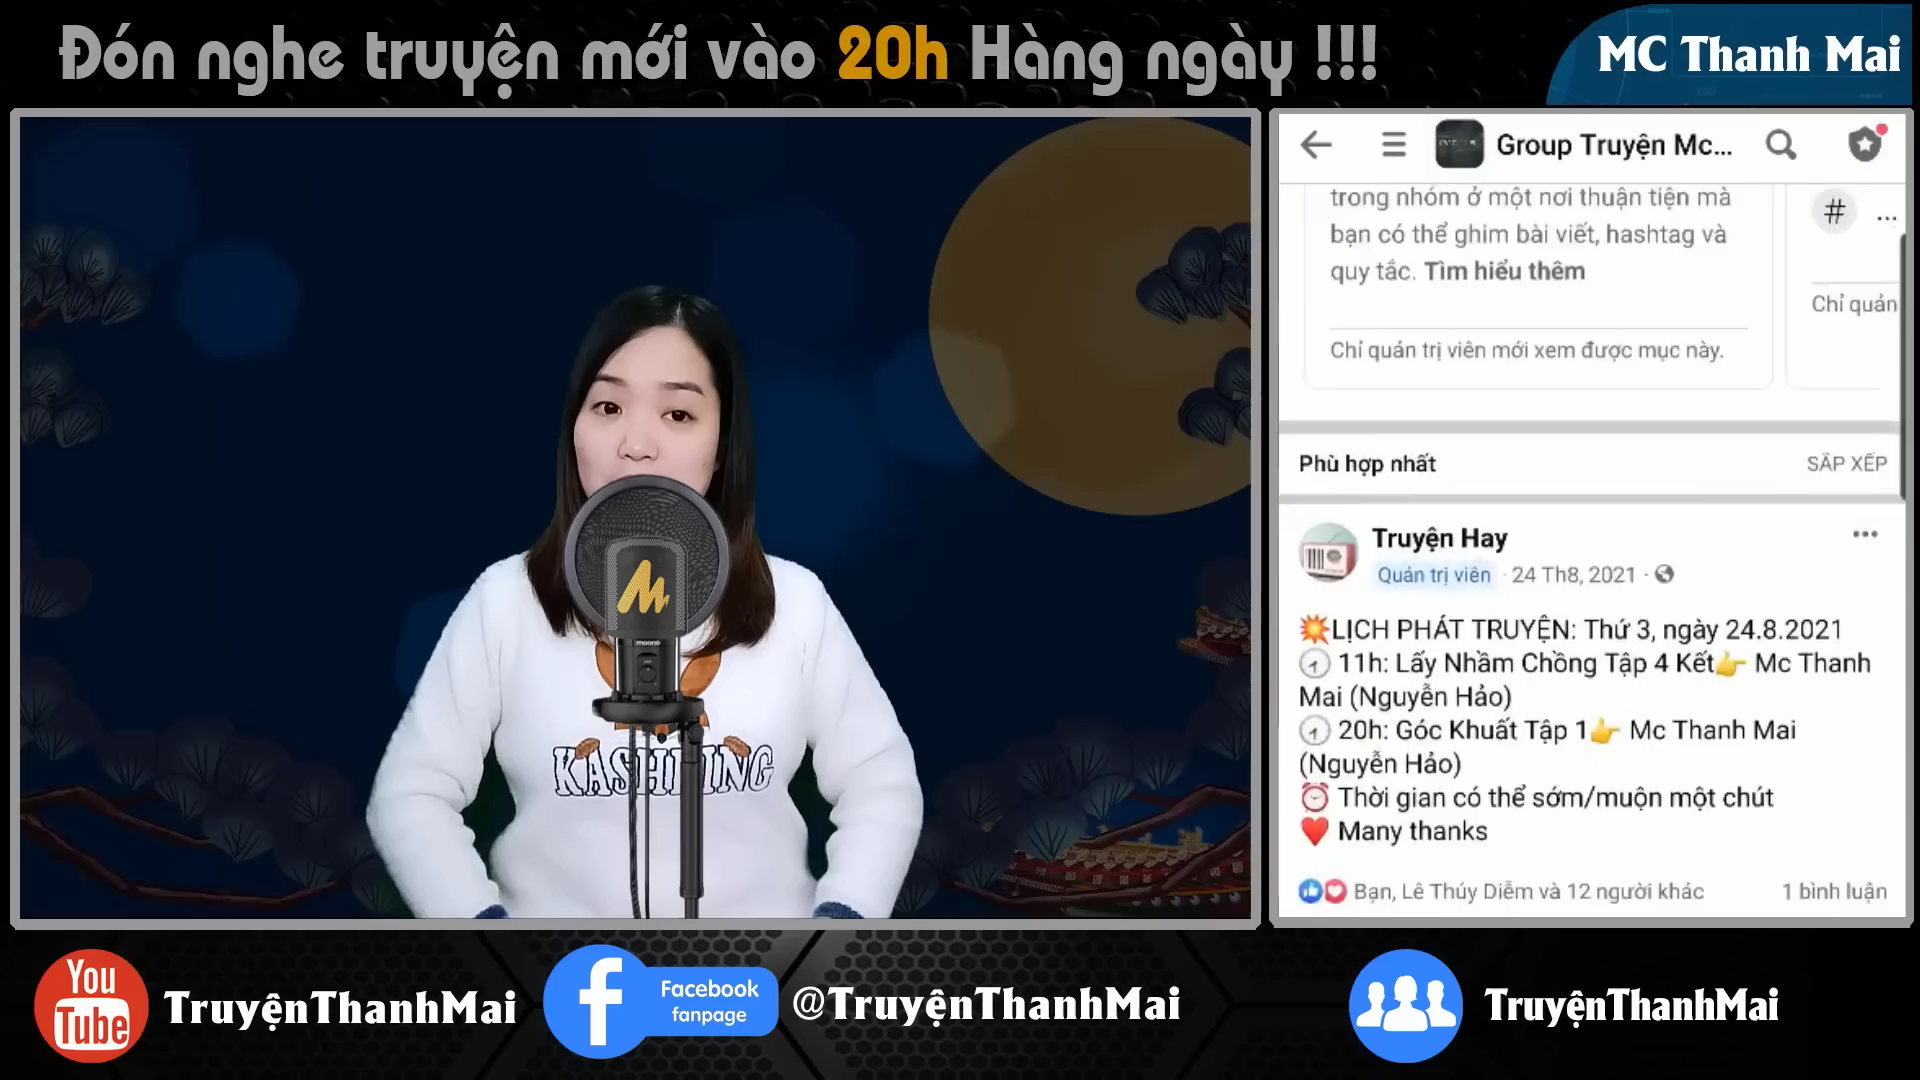 Đón nghe truyện mới vào 20h Hàng ngày !!!
MC Thanh Mai
Group Truyện Mc...
trong nhóm ở một nơi thuận tiện mà
bạn có thể ghim bài viết, hashtag và
quy tắc. Tìm hiểu thêm
Chỉ quản trị viên mới xem được mục này.
# ...
Chỉ quản
Phù hợp nhất
SẮP XẾP
Truyện Hay
Quản trị viên · 24 Th8, 2021 ·
💥LỊCH PHÁT TRUYỆN: Thứ 3, ngày 24.8.2021
🕢 11h: Lấy Nhầm Chồng Tập 4 Kết👉 Mc Thanh
Mai (Nguyễn Hảo)
🕢 20h: Góc Khuất Tập 1👉 Mc Thanh Mai
(Nguyễn Hảo)
⏰ Thời gian có thể sớm/muộn một chút
❤️ Many thanks
Bạn, Lê Thúy Diễm và 12 người khác
1 bình luận
maono
KASHILING
You
Tube
TruyệnThanhMai
Facebook
fanpage
@TruyệnThanhMai
TruyệnThanhMai